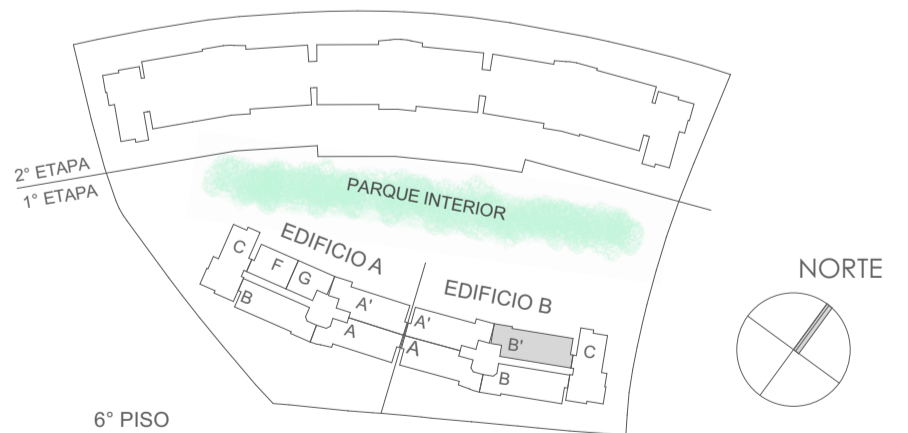 2° ETAPA
1° ETAPA
PARQUE INTERIOR
NORTE
EDIFICIO A
C
F
G
B
A'
A
EDIFICIO B
A'
A
B'
B
C
6° PISO